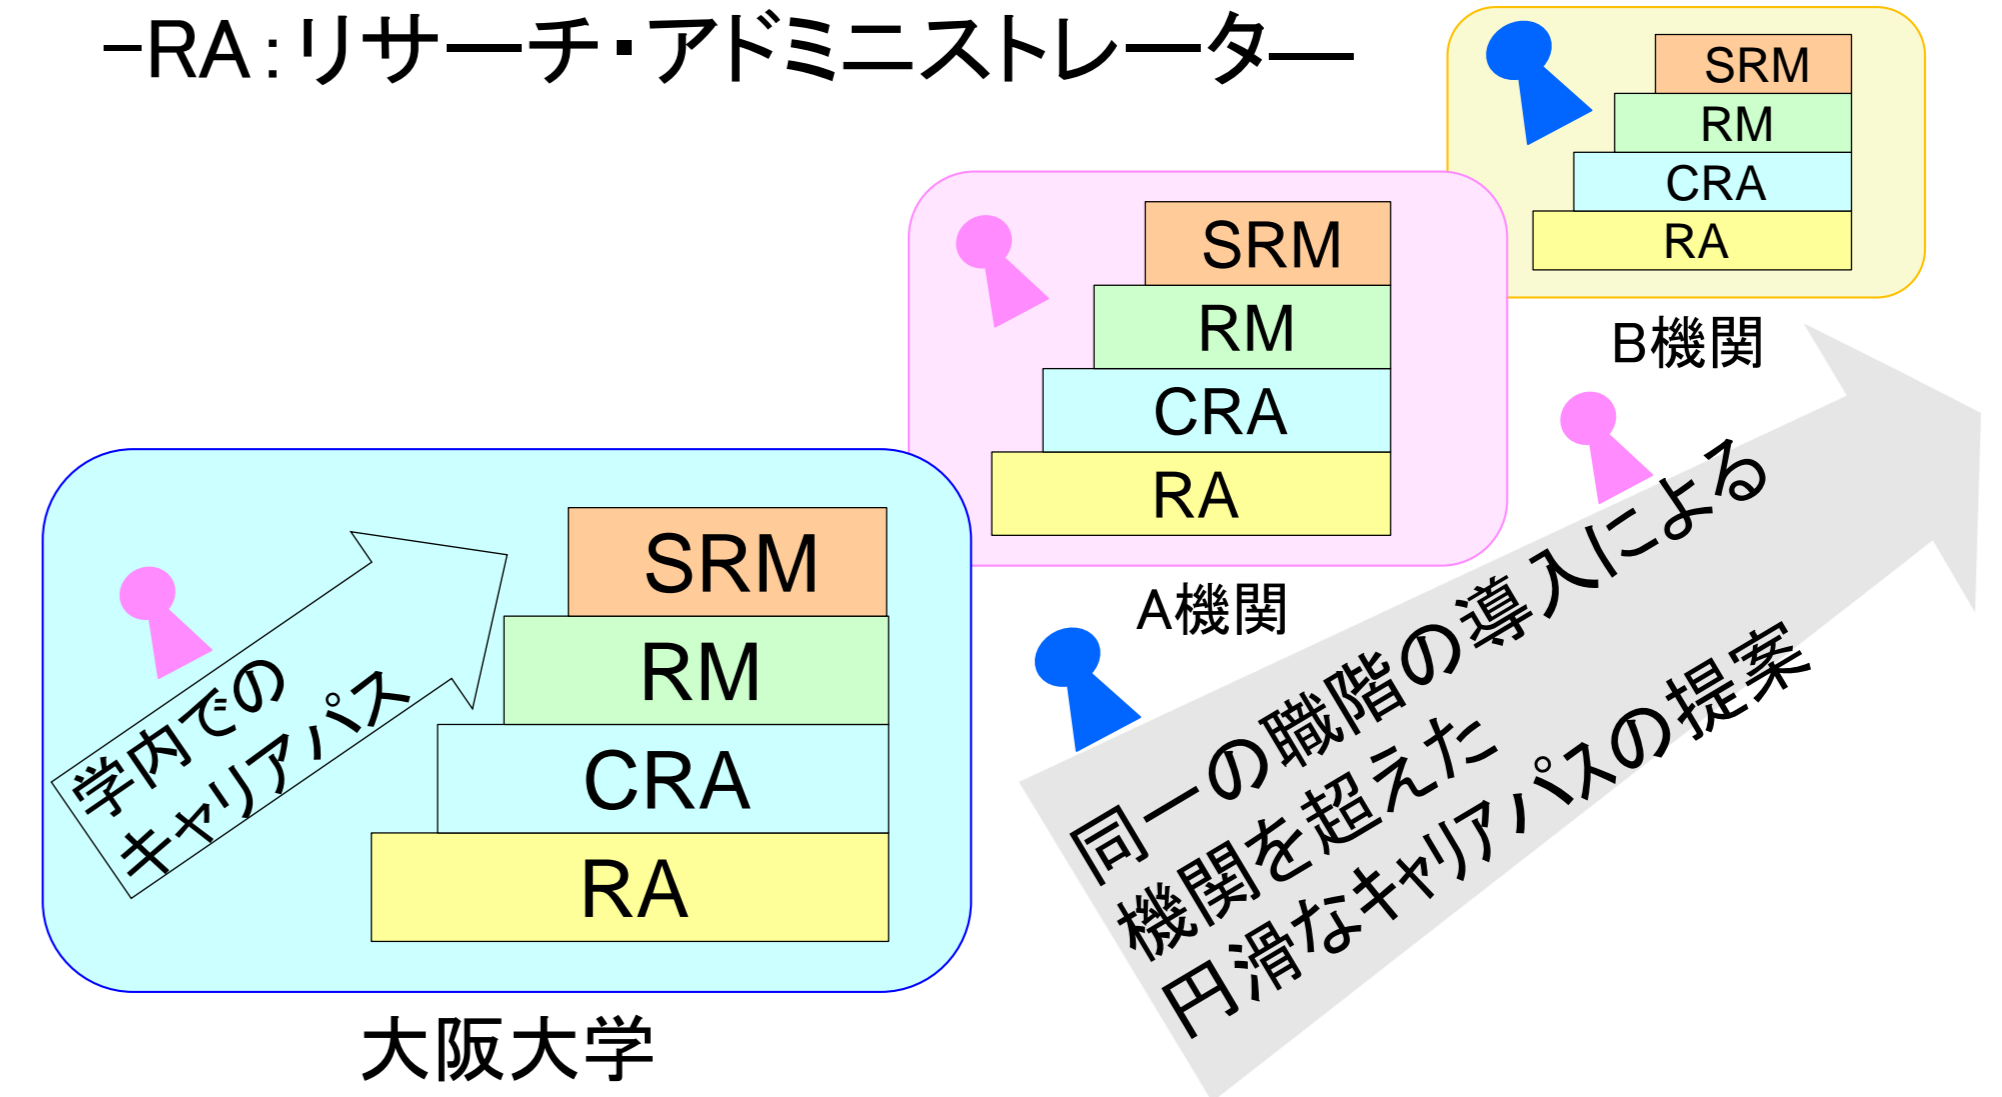 –RA:リサーチ・アドミニストレーター
SRM
RM
CRA
RA
B機関
SRM
RM
CRA
RA
A機関
学内での
キャリアパス
SRM
RM
CRA
RA
大阪大学
同一の職階の導入による
機関を超えた
円滑なキャリアパスの提案